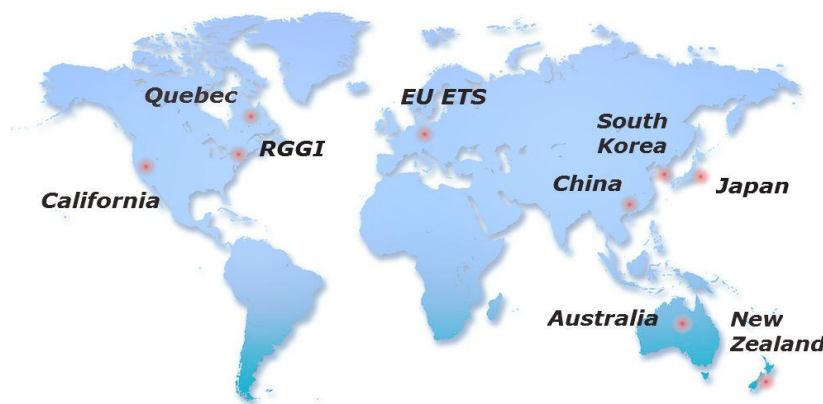 Quebec
EU ETS
South
Korea
RGGI
China
Japan
California
Australia
New
Zealand